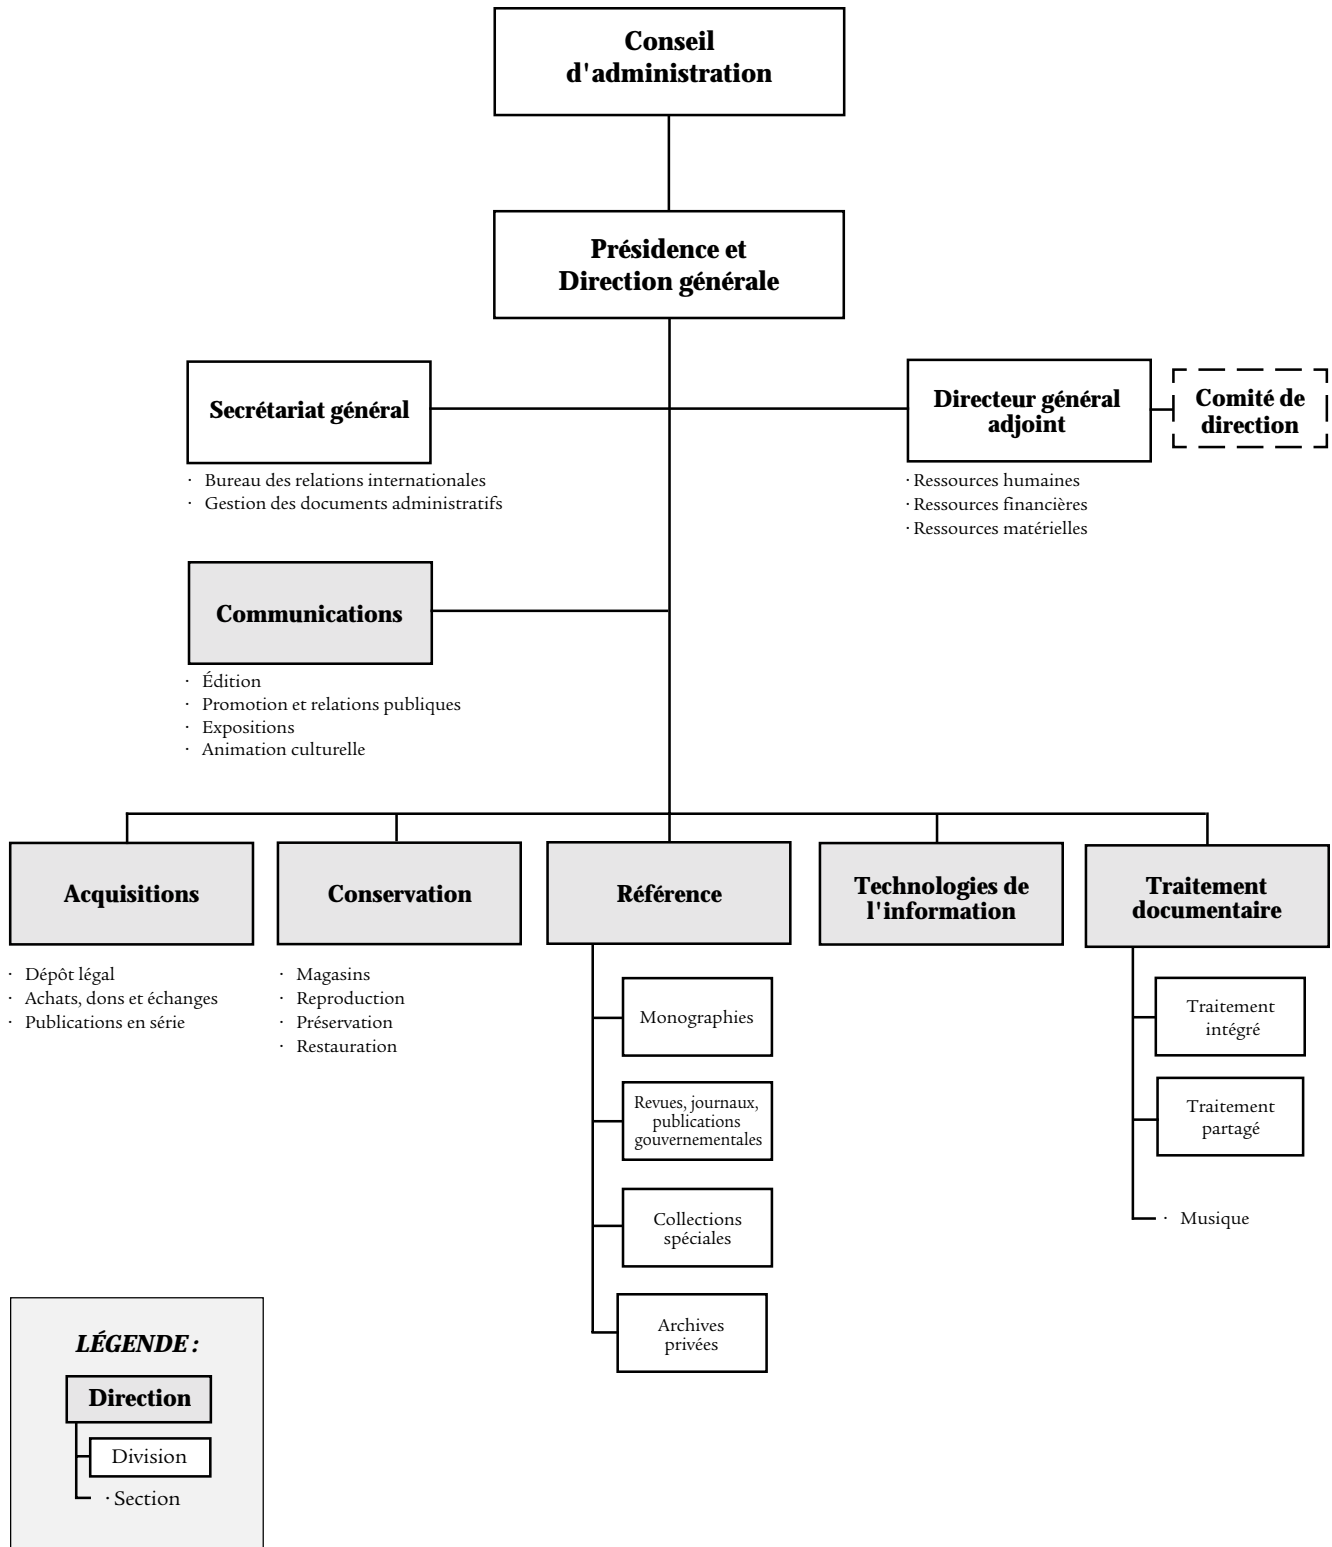 Conseil
d'administration
Présidence et
Direction générale
Secrétariat général
· Bureau des relations internationales
· Gestion des documents administratifs
Directeur général
adjoint
· Ressources humaines
· Ressources financières
· Ressources matérielles
Comité de
direction
Communications
· Édition
· Promotion et relations publiques
· Expositions
· Animation culturelle
Acquisitions
· Dépôt légal
· Achats, dons et échanges
· Publications en série
Conservation
· Magasins
· Reproduction
· Préservation
· Restauration
Référence
Monographies
Revues, journaux,
publications
gouvernementales
Collections
spéciales
Archives
privées
Technologies de
l'information
Traitement
documentaire
Traitement
intégré
Traitement
partagé
· Musique
LÉGENDE :
Direction
Division
· Section